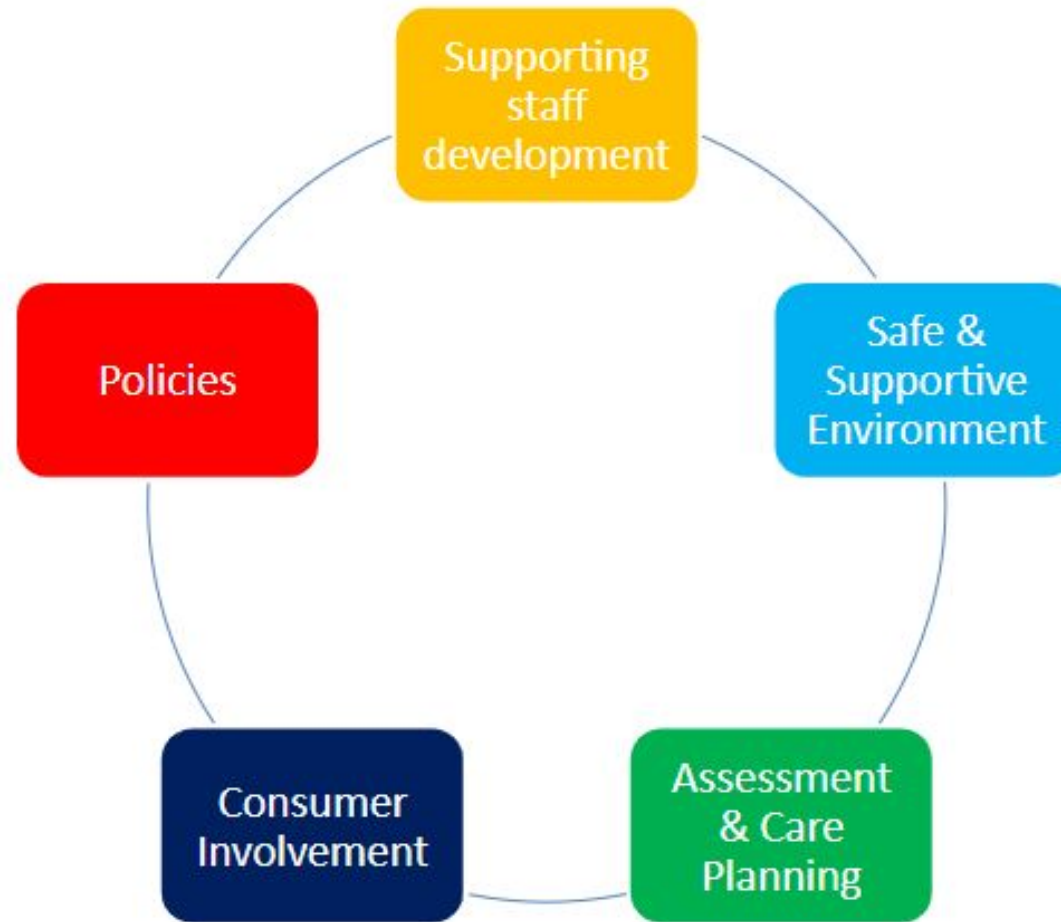 Supporting
staff
development
Safe &
Supportive
Environment
Assessment
& Care
Planning
Consumer
Involvement
Policies